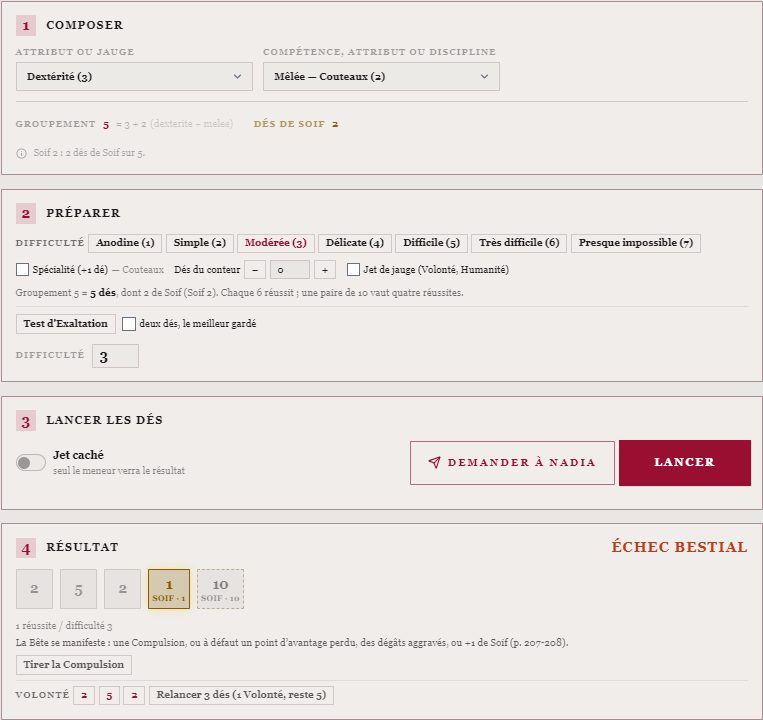 1 COMPOSER
ATTRIBUT OU JAUGE COMPÉTENCE, ATTRIBUT OU DISCIPLINE
Dextérité (3) Mêlée — Couteaux (2)
GROUPEMENT 5 = 3 + 2 (dexterite + melee) DÉS DE SOIF 2
Soif 2 : 2 dés de Soif sur 5.
2 PRÉPARER
DIFFICULTÉ Anodine (1) Simple (2) Modérée (3) Délicate (4) Difficile (5) Très difficile (6) Presque impossible (7)
Spécialité (+1 dé) — Couteaux Dés du conteur − 0 + Jet de jauge (Volonté, Humanité)
Groupement 5 = 5 dés, dont 2 de Soif (Soif 2). Chaque 6 réussit ; une paire de 10 vaut quatre réussites.
Test d'Exaltation deux dés, le meilleur gardé
DIFFICULTÉ 3
3 LANCER LES DÉS
Jet caché
seul le meneur verra le résultat
DEMANDER À NADIA LANCER
4 RÉSULTAT ÉCHEC BESTIAL
2 5 2 1 10
SOIF · 1 SOIF · 10
1 réussite / difficulté 3
La Bête se manifeste : une Compulsion, ou à défaut un point d'avantage perdu, des dégâts aggravés, ou +1 de Soif (p. 207-208).
Tirer la Compulsion
VOLONTÉ 2 5 2 Relancer 3 dés (1 Volonté, reste 5)